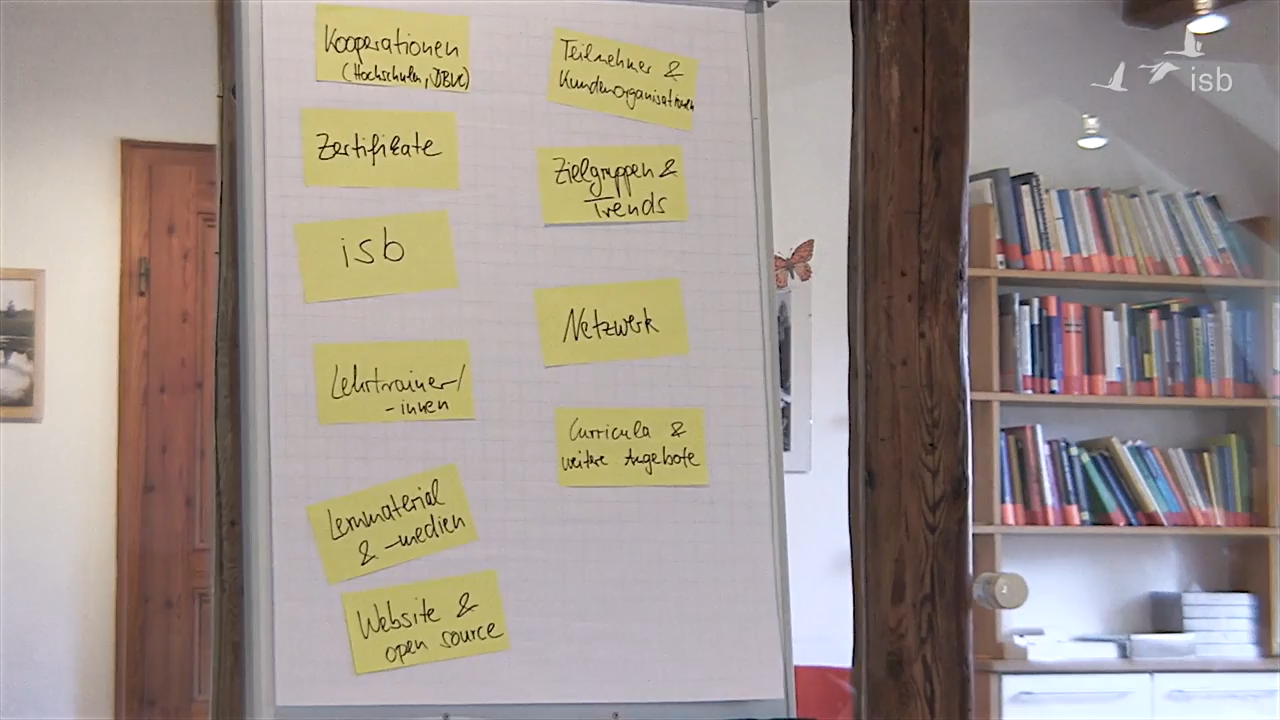 Kooperationen
(Hochschulen, DBVC)
Zertifikate
isb
Lehrtrainer/
-innen
Lernmaterial
& -medien
Website &
open source
Teilnehmer &
Kundenorganisationen
Zielgruppen &
Trends
Netzwerk
Curricula &
weitere Angebote
isb